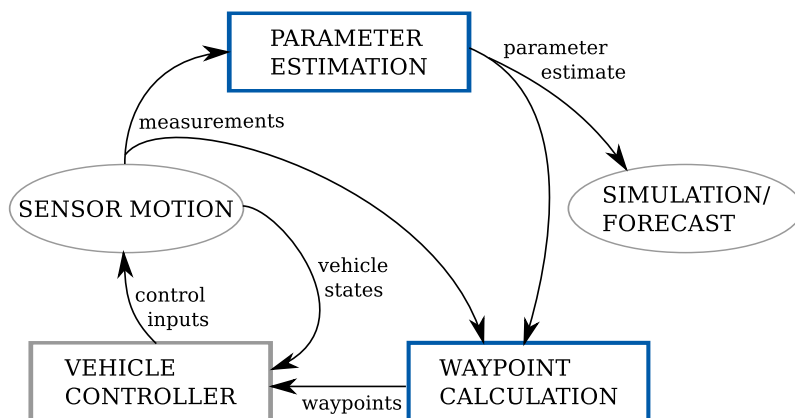 PARAMETER
ESTIMATION
parameter
estimate
measurements
SENSOR MOTION
SIMULATION/
FORECAST
vehicle
states
control
inputs
VEHICLE
CONTROLLER
waypoints
WAYPOINT
CALCULATION